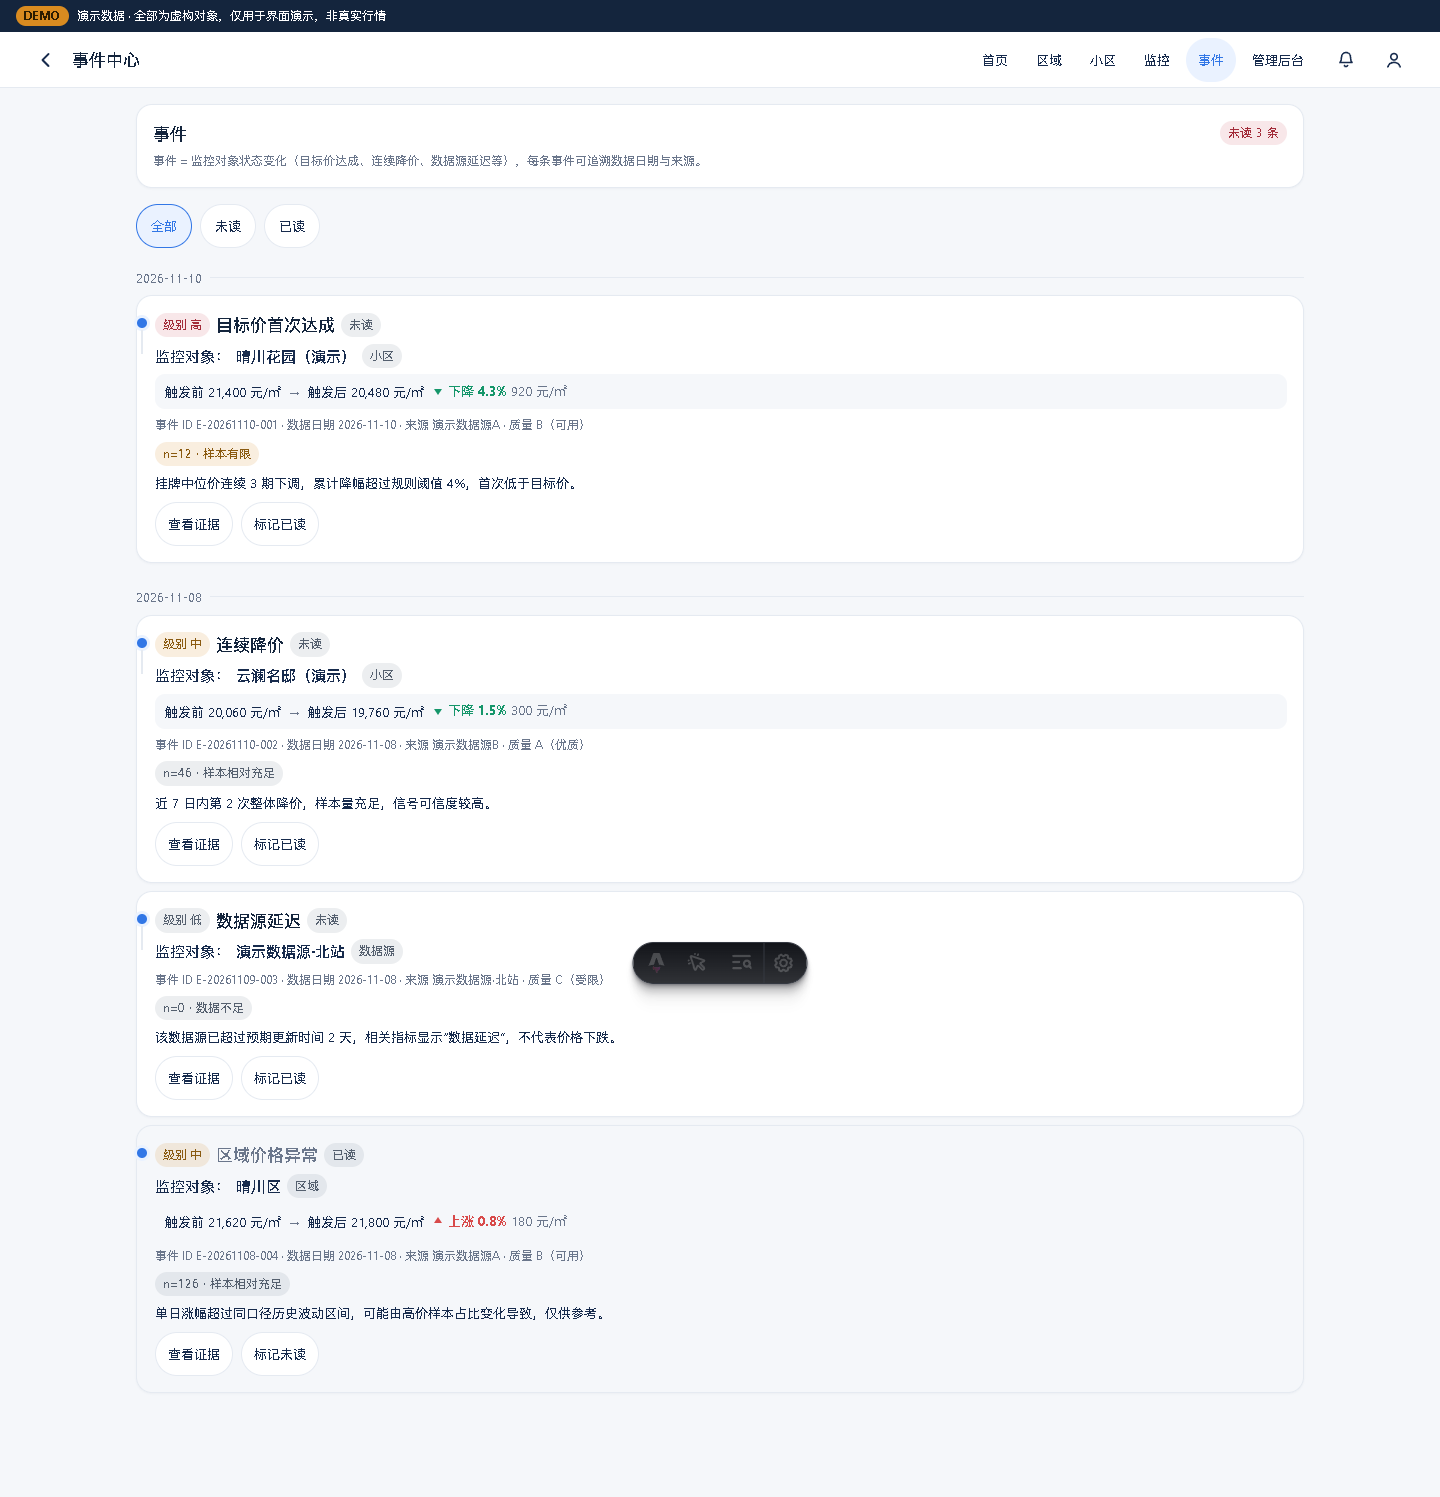 DEMO 演示数据 · 全部为虚构对象，仅用于界面演示，非真实行情
事件中心 首页 区域 小区 监控 事件 管理后台
事件 未读 3 条
事件 = 监控对象状态变化（目标价达成、连续降价、数据源延迟等），每条事件可追溯数据日期与来源。
全部 未读 已读
2026-11-10
级别 高 目标价首次达成 未读
监控对象： 晴川花园（演示） 小区
触发前 21,400 元/㎡ → 触发后 20,480 元/㎡ ▼ 下降 4.3% 920 元/㎡
事件 ID E-20261110-001 · 数据日期 2026-11-10 · 来源 演示数据源A · 质量 B（可用）
n=12 · 样本有限
挂牌中位价连续 3 期下调，累计降幅超过规则阈值 4%，首次低于目标价。
查看证据 标记已读
2026-11-08
级别 中 连续降价 未读
监控对象： 云澜名邸（演示） 小区
触发前 20,060 元/㎡ → 触发后 19,760 元/㎡ ▼ 下降 1.5% 300 元/㎡
事件 ID E-20261110-002 · 数据日期 2026-11-08 · 来源 演示数据源B · 质量 A（优质）
n=46 · 样本相对充足
近 7 日内第 2 次整体降价，样本量充足，信号可信度较高。
查看证据 标记已读
级别 低 数据源延迟 未读
监控对象： 演示数据源·北站 数据源
事件 ID E-20261109-003 · 数据日期 2026-11-08 · 来源 演示数据源·北站 · 质量 C（受限）
n=0 · 数据不足
该数据源已超过预期更新时间 2 天，相关指标显示“数据延迟”，不代表价格下跌。
查看证据 标记已读
级别 中 区域价格异常 已读
监控对象： 晴川区 区域
触发前 21,620 元/㎡ → 触发后 21,800 元/㎡ ▲ 上涨 0.8% 180 元/㎡
事件 ID E-20261108-004 · 数据日期 2026-11-08 · 来源 演示数据源A · 质量 B（可用）
n=126 · 样本相对充足
单日涨幅超过同口径历史波动区间，可能由高价样本占比变化导致，仅供参考。
查看证据 标记未读